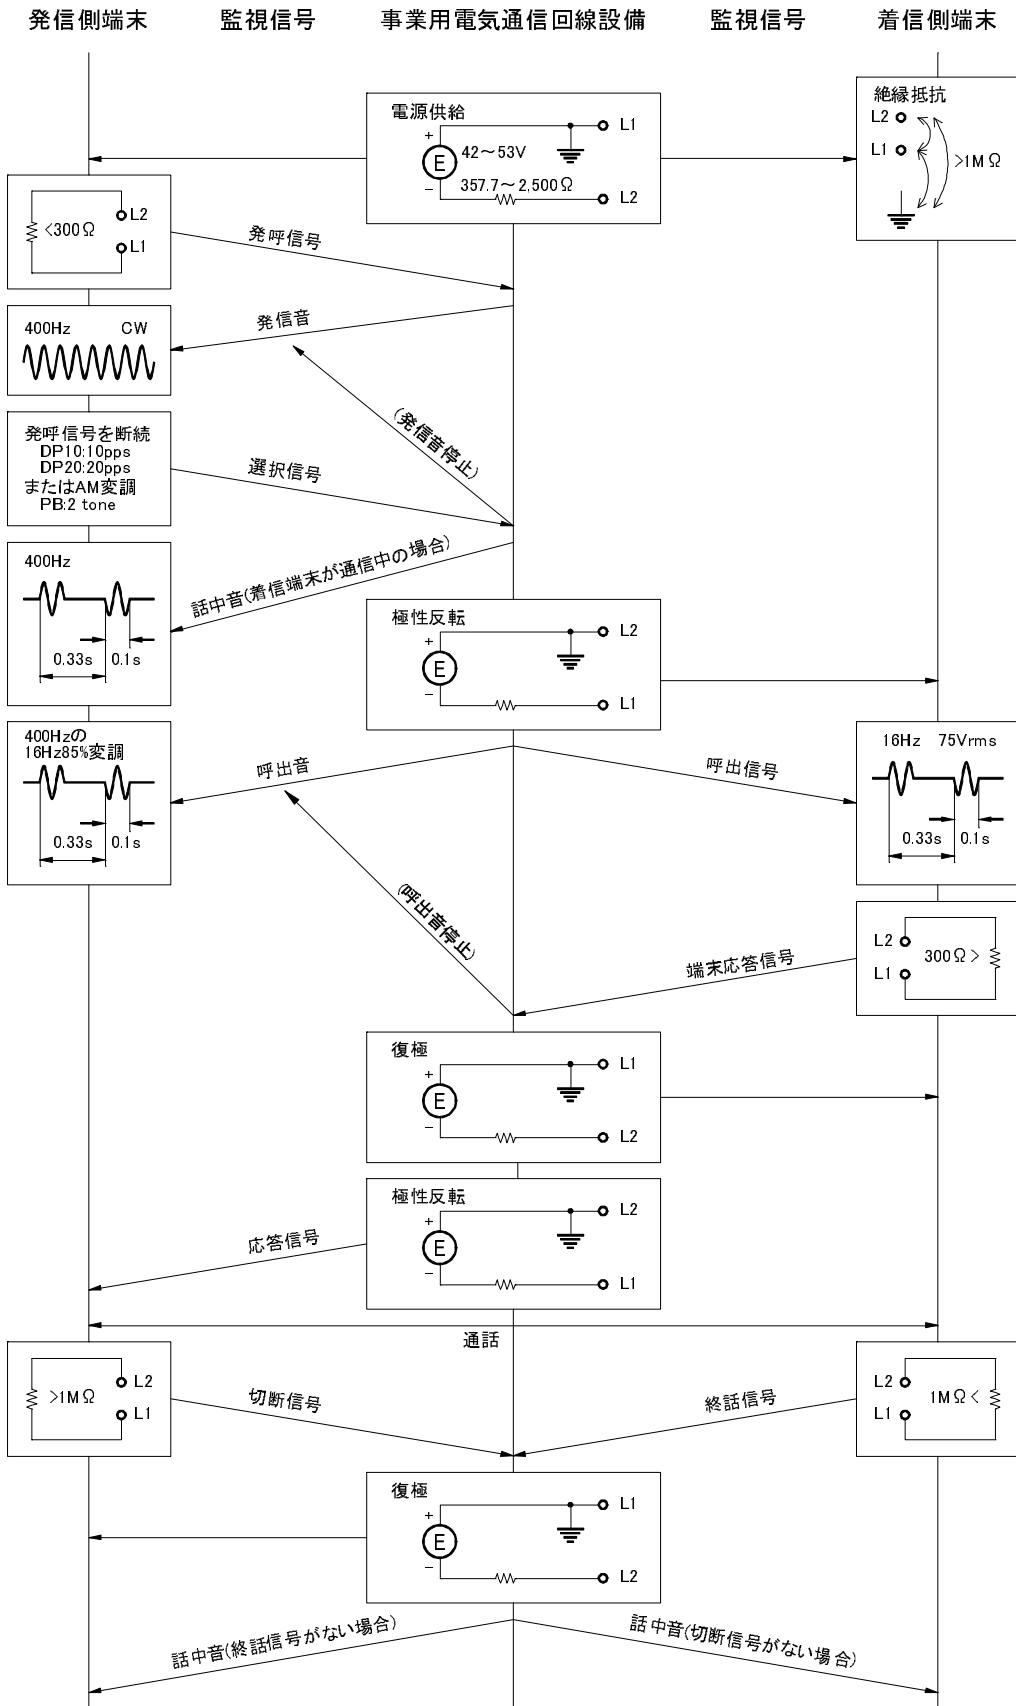 発信側端末
監視信号
事業用電気通信回線設備
監視信号
着信側端末
電源供給
+
E
−
42～53V
357.7～2,500Ω
L1
L2
絶縁抵抗
L2
L1
>1MΩ
<300Ω
L2
L1
発呼信号
発信音
400Hz CW
(発信音停止)
発呼信号を断続
DP10:10pps
DP20:20pps
またはAM変調
PB:2 tone
選択信号
話中音(着信端末が通信中の場合)
400Hz
0.33s 0.1s
極性反転
+
E
−
L2
L1
400Hzの
16Hz85%変調
0.33s 0.1s
呼出音
呼出信号
16Hz 75Vrms
0.33s 0.1s
(呼出音停止)
端末応答信号
L2
L1
300Ω>
復極
+
E
−
L1
L2
極性反転
+
E
−
L2
L1
応答信号
通話
>1MΩ
L2
L1
切断信号
終話信号
L2
L1
1MΩ<
復極
+
E
−
L1
L2
話中音(終話信号がない場合)
話中音(切断信号がない場合)